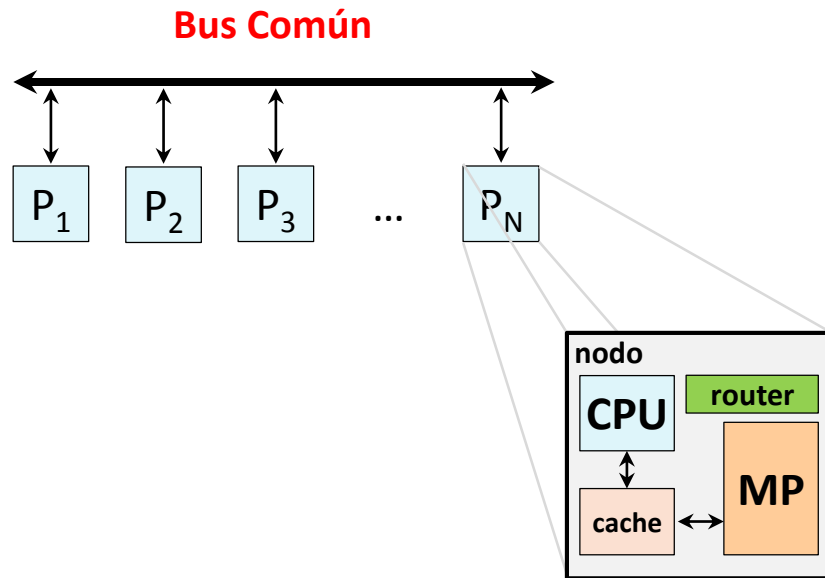 Bus Común
P1 P2 P3 ... PN
nodo
CPU router
MP
cache